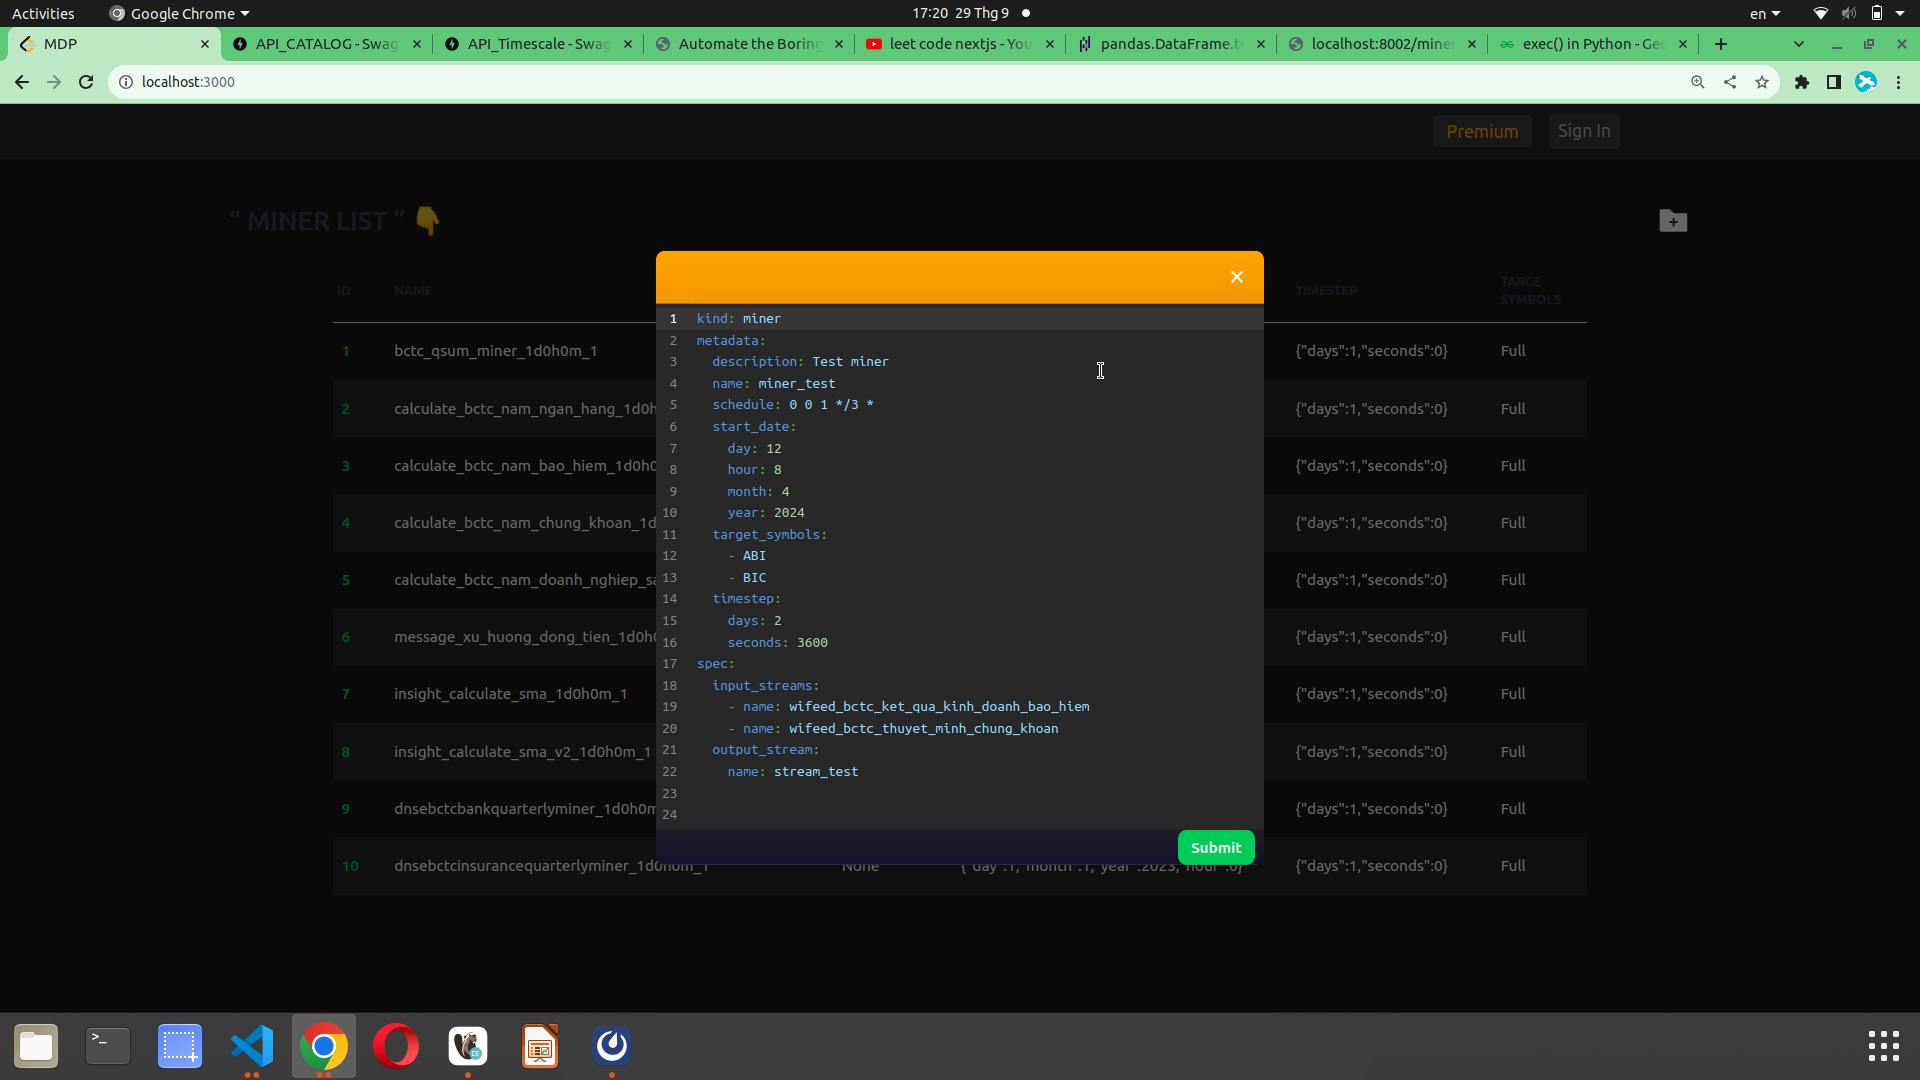 Activities
Google Chrome
17:20 29 Thg 9
en
MDP
API_CATALOG - Swag
API_Timescale - Swag
Automate the Boring
leet code nextjs - You
pandas.DataFrame.t
localhost:8002/mine
exec() in Python - Ge
localhost:3000
Premium
Sign In
“ MINER LIST ”
ID
NAME
TIMESTEP
TARGE
SYMBOLS
1 bctc_qsum_miner_1d0h0m_1 {"days":1,"seconds":0} Full
2 calculate_bctc_nam_ngan_hang_1d0h {"days":1,"seconds":0} Full
3 calculate_bctc_nam_bao_hiem_1d0h0 {"days":1,"seconds":0} Full
4 calculate_bctc_nam_chung_khoan_1d {"days":1,"seconds":0} Full
5 calculate_bctc_nam_doanh_nghiep_sa {"days":1,"seconds":0} Full
6 message_xu_huong_dong_tien_1d0h0 {"days":1,"seconds":0} Full
7 insight_calculate_sma_1d0h0m_1 {"days":1,"seconds":0} Full
8 insight_calculate_sma_v2_1d0h0m_1 {"days":1,"seconds":0} Full
9 dnsebctcbankquarterlyminer_1d0h0m {"days":1,"seconds":0} Full
10 dnsebctcinsurancequarterlyminer_1d0h0m_1 None {"day":1,"month":1,"year":2023,"hour":0} {"days":1,"seconds":0} Full
1 kind: miner
2 metadata:
3 description: Test miner
4 name: miner_test
5 schedule: 0 0 1 */3 *
6 start_date:
7 day: 12
8 hour: 8
9 month: 4
10 year: 2024
11 target_symbols:
12 - ABI
13 - BIC
14 timestep:
15 days: 2
16 seconds: 3600
17 spec:
18 input_streams:
19 - name: wifeed_bctc_ket_qua_kinh_doanh_bao_hiem
20 - name: wifeed_bctc_thuyet_minh_chung_khoan
21 output_stream:
22 name: stream_test
23
24
Submit